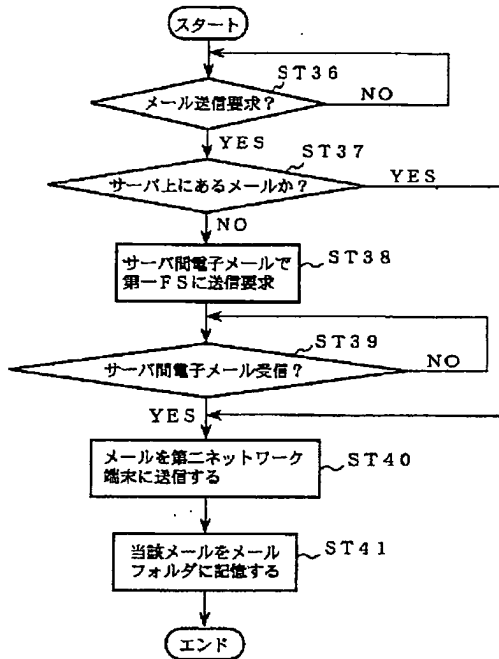 スタート
ST36
メール送信要求?
NO
YES
ST37
サーバ上にあるメールか?
YES
NO
サーバ間電子メールで
第一FSに送信要求
ST38
ST39
サーバ間電子メール受信?
NO
YES
メールを第二ネットワーク
端末に送信する
ST40
当該メールをメール
フォルダに記憶する
ST41
エンド